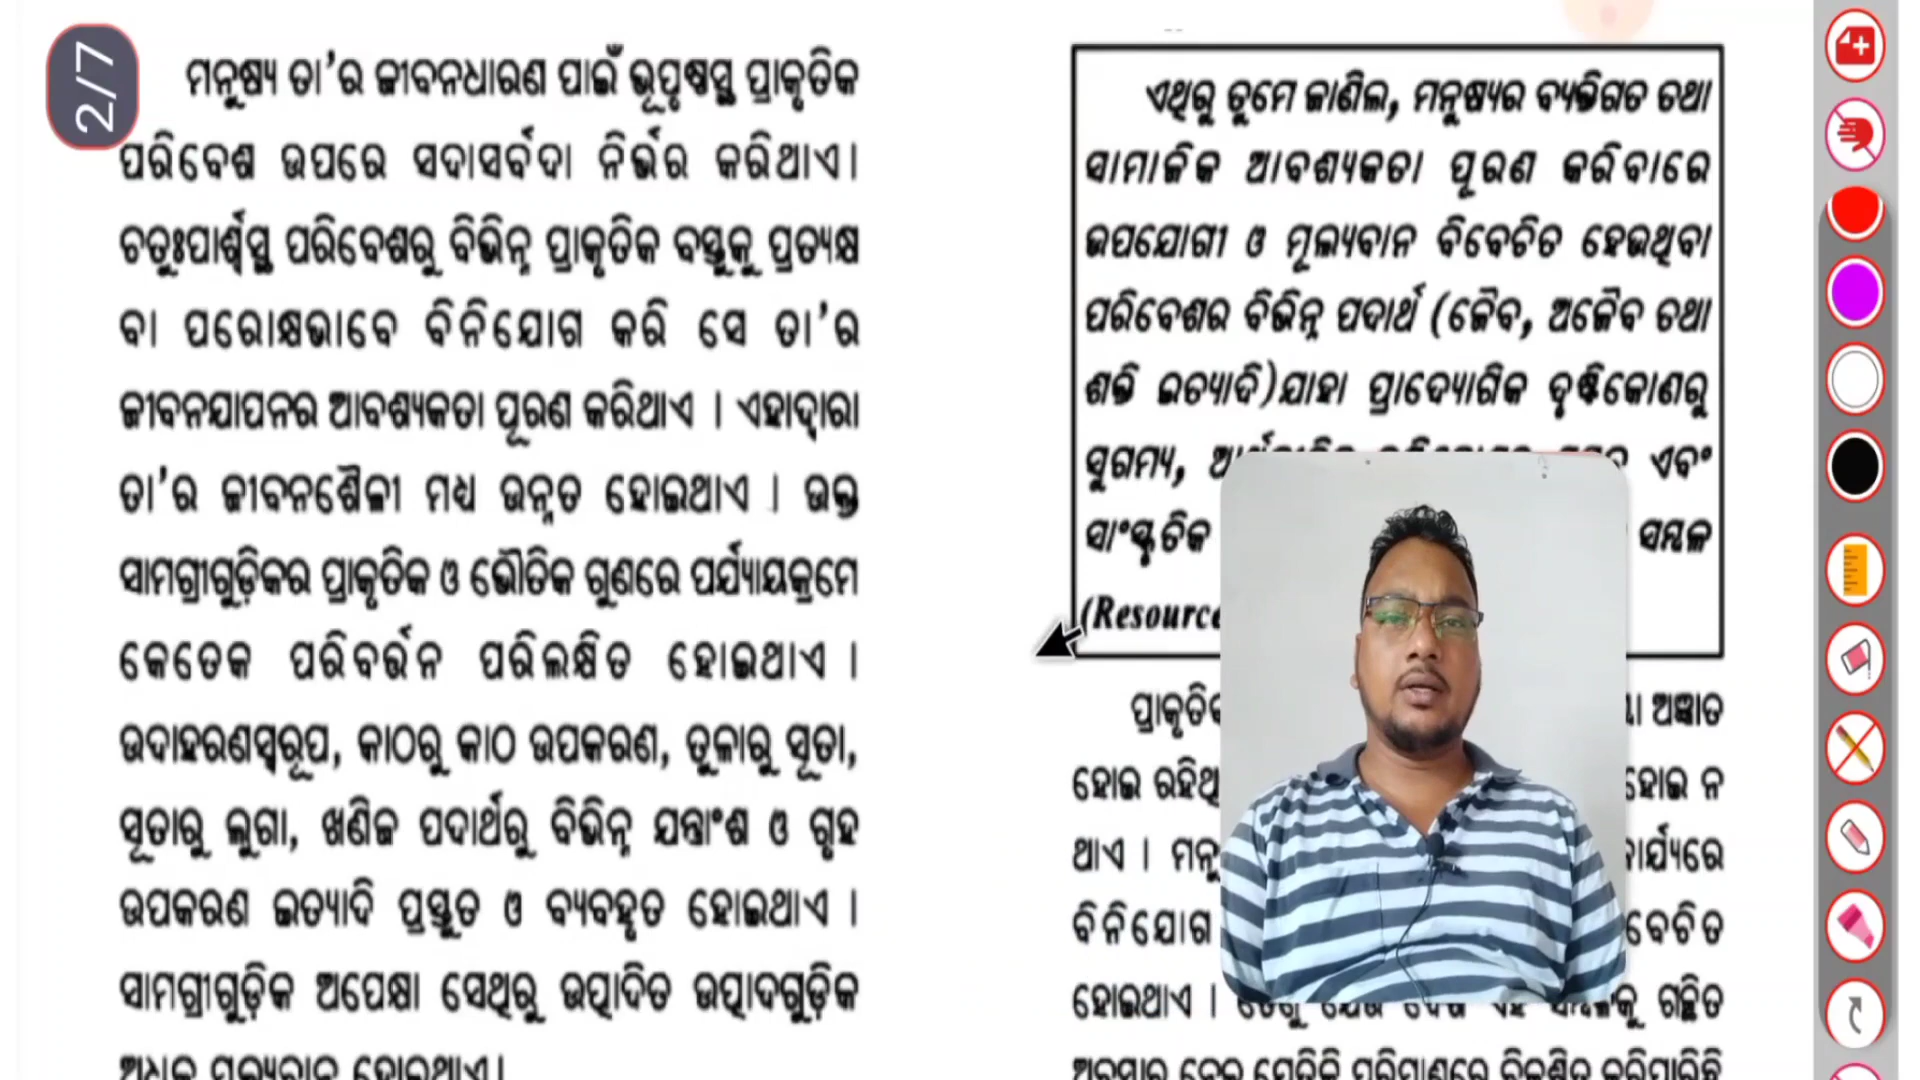 2/7
ମନୁଷ୍ୟ ତା’ର ଜୀବନଧାରଣ ପାଇଁ ଭୂପୃଷ୍ଠସ୍ଥ ପ୍ରାକୃତିକ
ପରିବେଶ ଉପରେ ସଦାସର୍ବଦା ନିର୍ଭର କରିଥାଏ।
ଚତୁଃପାର୍ଶ୍ୱସ୍ଥ ପରିବେଶରୁ ବିଭିନ୍ନ ପ୍ରାକୃତିକ ବସ୍ତୁକୁ ପ୍ରତ୍ୟକ୍ଷ
ବା ପରୋକ୍ଷଭାବେ ବିନିଯୋଗ କରି ସେ ତା’ର
ଜୀବନଯାପନର ଆବଶ୍ୟକତା ପୂରଣ କରିଥାଏ । ଏହାଦ୍ୱାରା
ତା’ର ଜୀବନଶୈଳୀ ମଧ୍ୟ ଉନ୍ନତ ହୋଇଥାଏ । ଉକ୍ତ
ସାମଗ୍ରୀଗୁଡ଼ିକର ପ୍ରାକୃତିକ ଓ ଭୌତିକ ଗୁଣରେ ପର୍ଯ୍ୟାୟକ୍ରମେ
କେତେକ ପରିବର୍ତ୍ତନ ପରିଲକ୍ଷିତ ହୋଇଥାଏ ।
ଉଦାହରଣସ୍ୱରୂପ, କାଠରୁ କାଠ ଉପକରଣ, ତୁଳାରୁ ସୂତା,
ସୂତାରୁ ଲୁଗା, ଖଣିଜ ପଦାର୍ଥରୁ ବିଭିନ୍ନ ଯନ୍ତ୍ରାଂଶ ଓ ଗୃହ
ଉପକରଣ ଇତ୍ୟାଦି ପ୍ରସ୍ତୁତ ଓ ବ୍ୟବହୃତ ହୋଇଥାଏ ।
ସାମଗ୍ରୀଗୁଡ଼ିକ ଅପେକ୍ଷା ସେଥିରୁ ଉତ୍ପାଦିତ ଉତ୍ପାଦଗୁଡ଼ିକ
ଅଧିକ ମୂଲ୍ୟବାନ ହୋଇଥାଏ।
ଏଥିରୁ ତୁମେ ଜାଣିଲ, ମନୁଷ୍ୟର ବ୍ୟକ୍ତିଗତ ତଥା
ସାମାଜିକ ଆବଶ୍ୟକତା ପୂରଣ କରିବାରେ
ଉପଯୋଗୀ ଓ ମୂଲ୍ୟବାନ ବିବେଚିତ ହେଉଥିବା
ପରିବେଶର ବିଭିନ୍ନ ପଦାର୍ଥ (ଜୈବ, ଅଜୈବ ତଥା
ଶକ୍ତି ଇତ୍ୟାଦି)ଯାହା ପ୍ରାଦ୍ୟୋଗିକ ଦୃଷ୍ଟିକୋଣରୁ
ସୁଗମ୍ୟ, ଏବଂ
ସାଂସ୍କୃତିକ ସମ୍ବଳ
(Resource
ଅଜ୍ଞାତ
ହୋଇ ହୋଇ ନ
ଥାଏ ।
ବିନିଯୋଗ
ହୋଇଥାଏ । ଗଚ୍ଛିତ